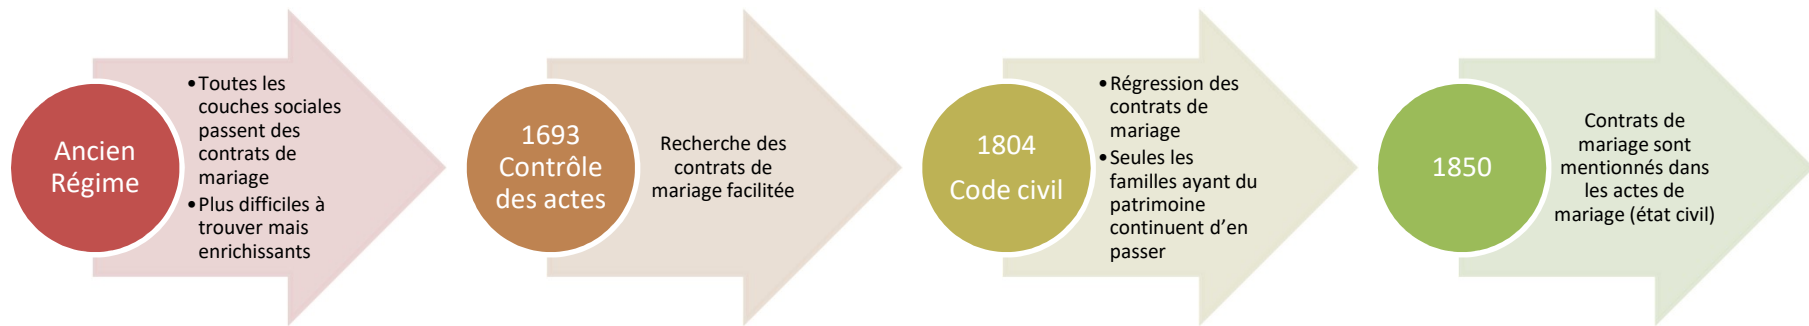 Ancien
Régime
•Toutes les
couches sociales
passent des
contrats de
mariage
•Plus difficiles à
trouver mais
enrichissants
1693
Contrôle
des actes
Recherche des
contrats de
mariage facilitée
1804
Code civil
•Régression des
contrats de
mariage
•Seules les
familles ayant du
patrimoine
continuent d’en
passer
1850
Contrats de
mariage sont
mentionnés dans
les actes de
mariage (état civil)